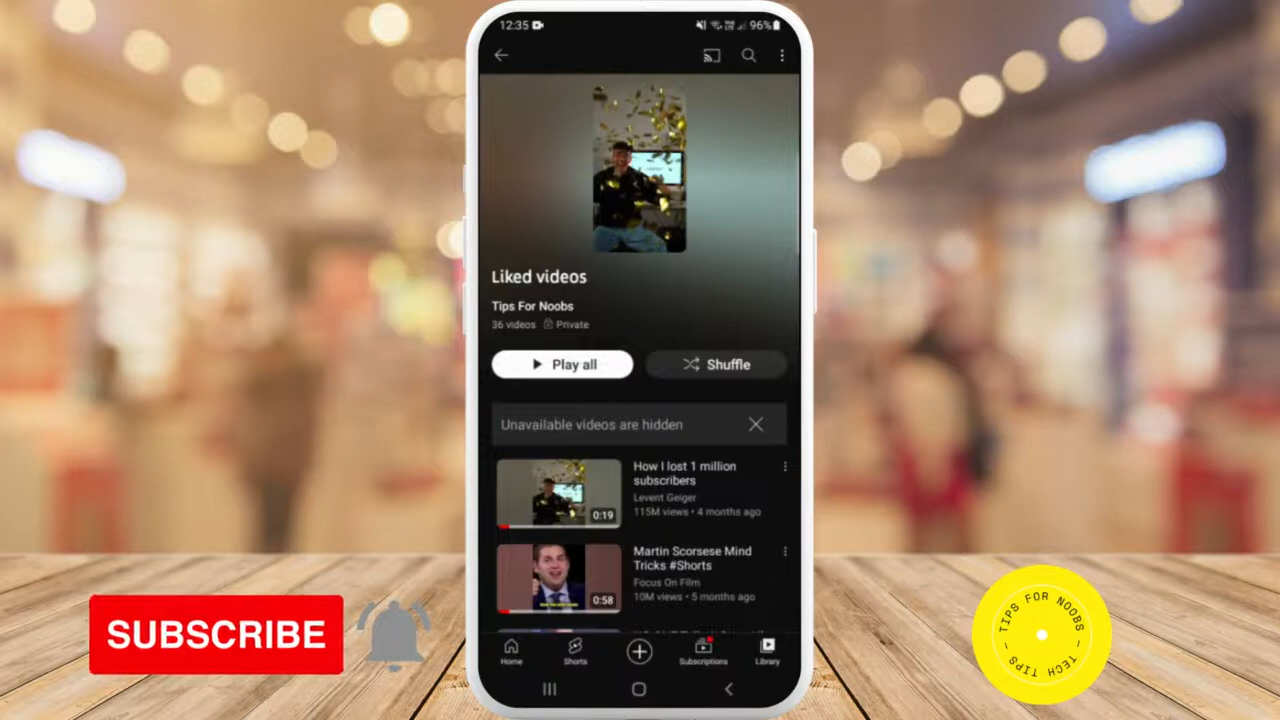 12:35
96%
Liked videos
Tips For Noobs
36 videos Private
Play all
Shuffle
Unavailable videos are hidden
How I lost 1 million
subscribers
Levent Geiger
115M views • 4 months ago
0:19
Martin Scorsese Mind
Tricks #Shorts
Focus On Film
10M views • 5 months ago
0:58
Home
Shorts
Subscriptions
Library
SUBSCRIBE
TIPS FOR NOOBS
— TECH TIPS —